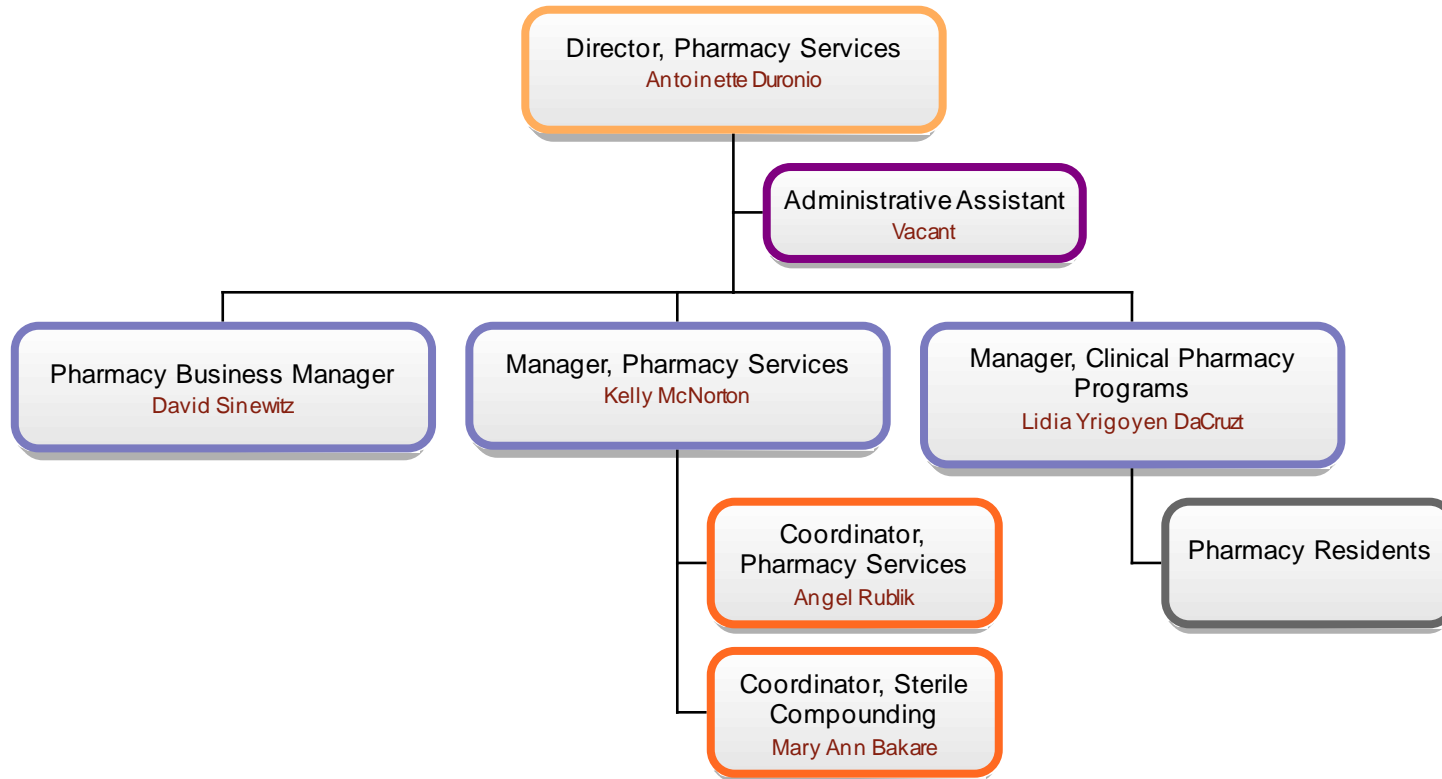 Director, Pharmacy Services
Antoinette Duronio
Administrative Assistant
Vacant
Pharmacy Business Manager
David Sinewitz
Manager, Pharmacy Services
Kelly McNorton
Manager, Clinical Pharmacy
Programs
Lidia Yrigoyen DaCruzt
Coordinator,
Pharmacy Services
Angel Rublik
Pharmacy Residents
Coordinator, Sterile
Compounding
Mary Ann Bakare